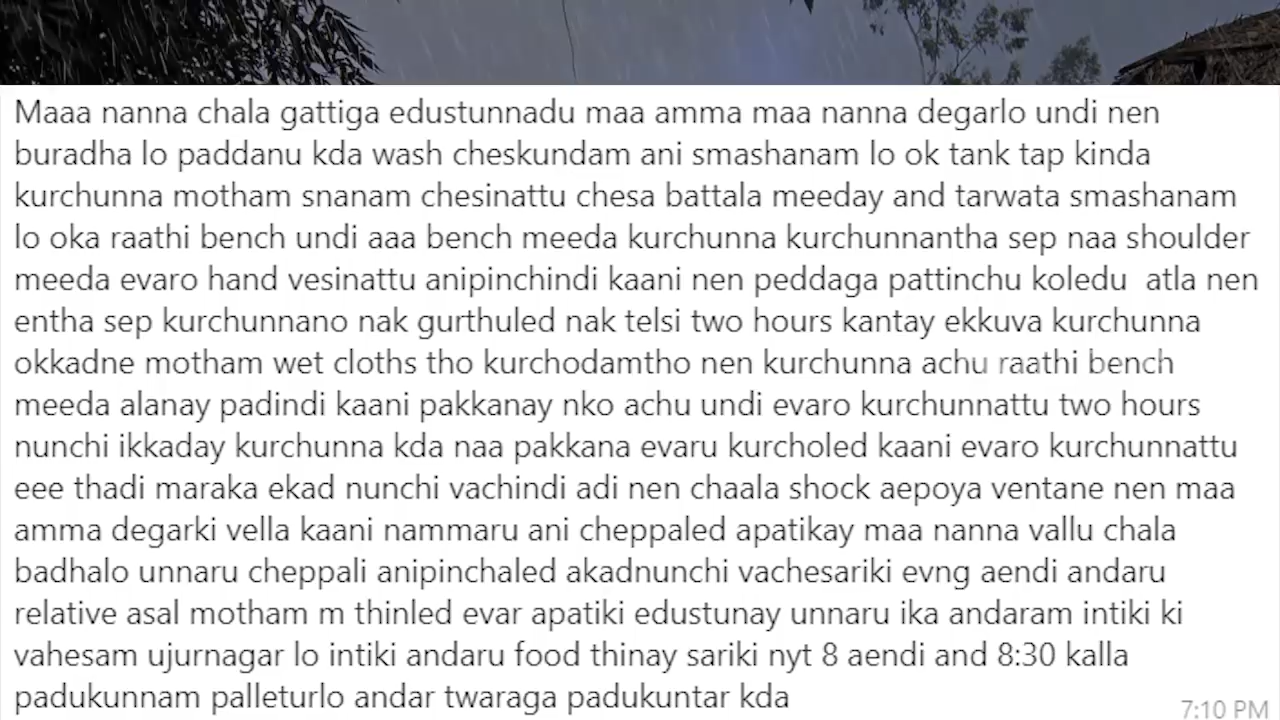 Maaa nanna chala gattiga edustunnadu maa amma maa nanna degarlo undi nen
buradha lo paddanu kda wash cheskundam ani smashanam lo ok tank tap kinda
kurchunna motham snanam chesinattu chesa battala meeday and tarwata smashanam
lo oka raathi bench undi aaa bench meeda kurchunna kurchunnantha sep naa shoulder
meeda evaro hand vesinattu anipinchindi kaani nen peddaga pattinchu koledu  atla nen
entha sep kurchunnano nak gurthuled nak telsi two hours kantay ekkuva kurchunna
okkadne motham wet cloths tho kurchodamtho nen kurchunna achu raathi bench
meeda alanay padindi kaani pakkanay nko achu undi evaro kurchunnattu two hours
nunchi ikkaday kurchunna kda naa pakkana evaru kurcholed kaani evaro kurchunnattu
eee thadi maraka ekad nunchi vachindi adi nen chaala shock aepoya ventane nen maa
amma degarki vella kaani nammaru ani cheppaled apatikay maa nanna vallu chala
badhalo unnaru cheppali anipinchaled akadnunchi vachesariki evng aendi andaru
relative asal motham m thinled evar apatiki edustunay unnaru ika andaram intiki ki
vahesam ujurnagar lo intiki andaru food thinay sariki nyt 8 aendi and 8:30 kalla
padukunnam palleturlo andar twaraga padukuntar kda
7:10 PM